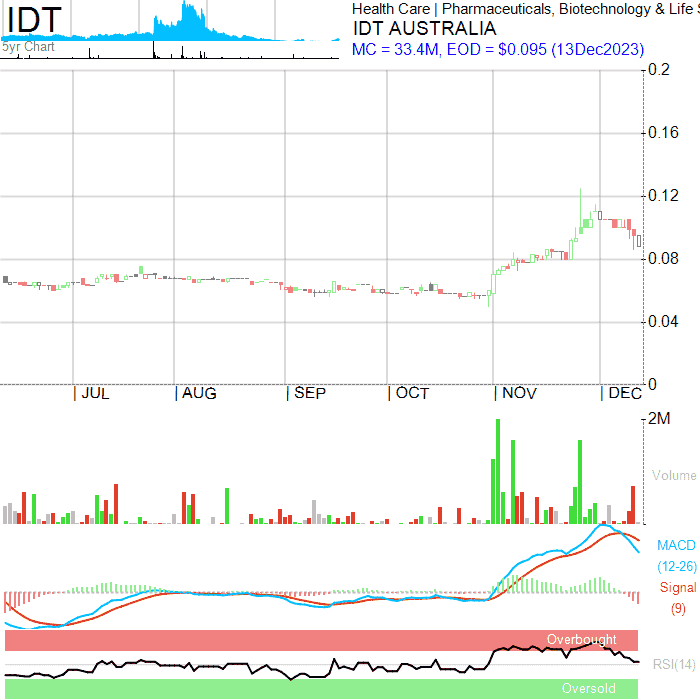 IDT
5yr Chart
Health Care | Pharmaceuticals, Biotechnology & Life
IDT AUSTRALIA
MC = 33.4M, EOD = $0.095 (13Dec2023)
0.2
0.16
0.12
0.08
0.04
0
| JUL | AUG | SEP | OCT | NOV | DEC
2M
Volume
MACD
(12-26)
Signal
(9)
Overbought
RSI(14)
Oversold